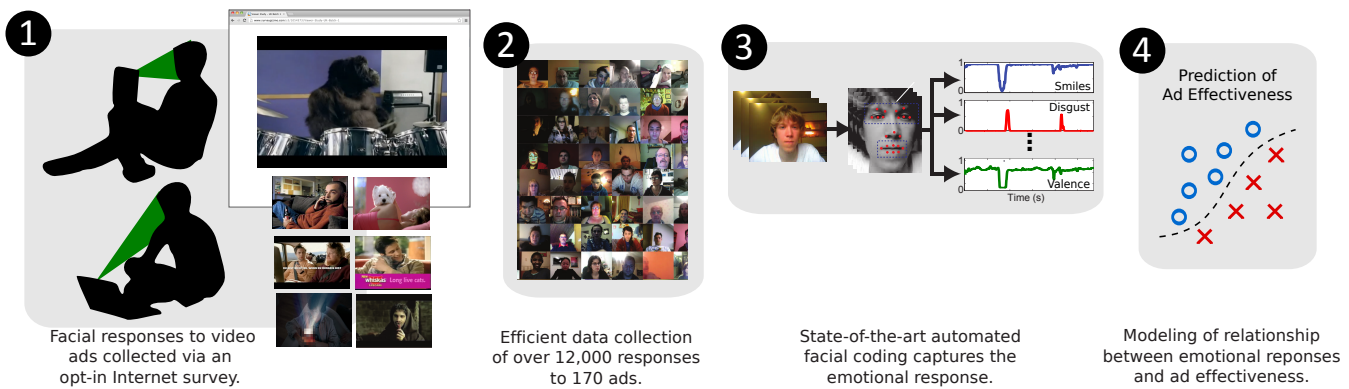 1
Facial responses to video
ads collected via an
opt-in Internet survey.
whiskas
Long live cats.
2
Efficient data collection
of over 12,000 responses
to 170 ads.
3
1
0
Smiles
1
0
Disgust
1
0
Valence
Time (s)
State-of-the-art automated
facial coding captures the
emotional response.
4
Prediction of
Ad Effectiveness
Modeling of relationship
between emotional reponses
and ad effectiveness.